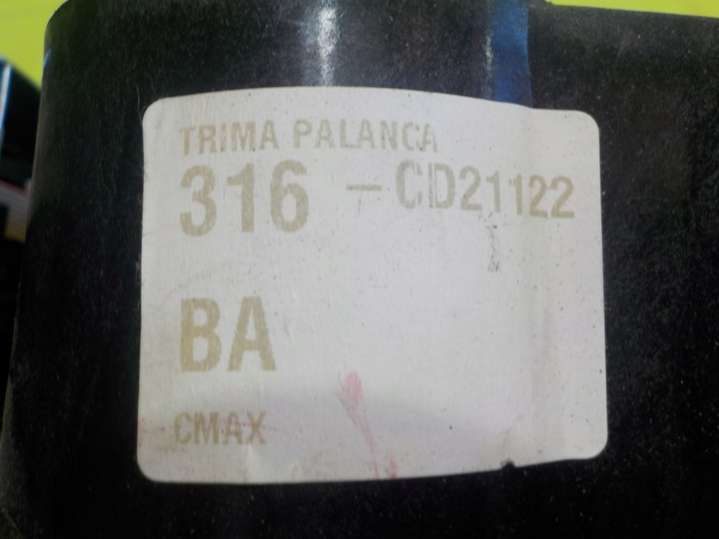 TRIMA PALANCA
316 - CD21122
BA
CMAX